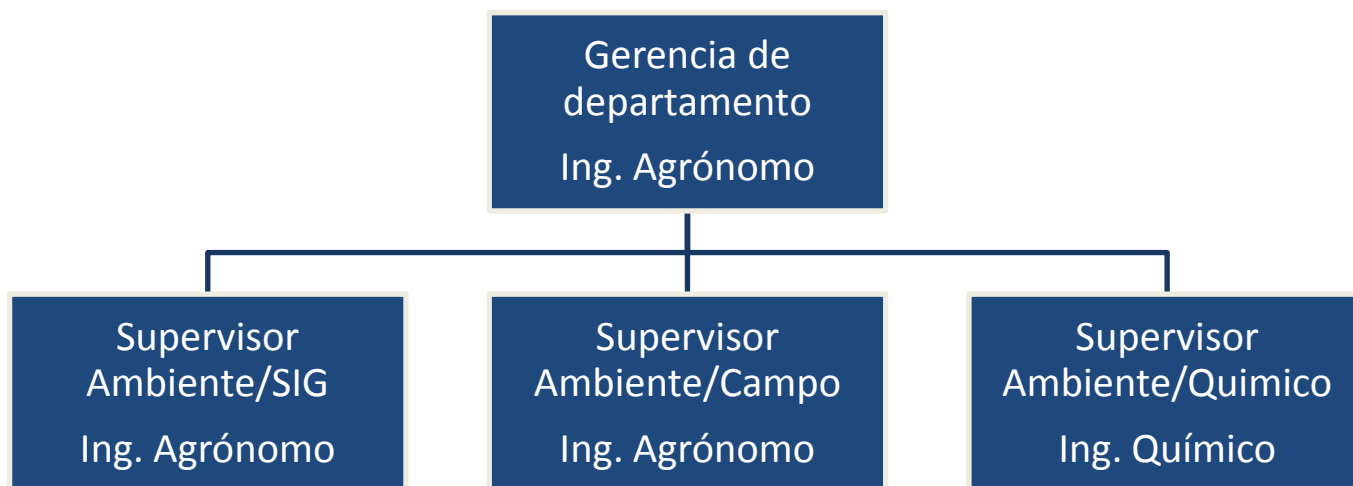 Gerencia de
departamento
Ing. Agrónomo
Supervisor
Ambiente/SIG
Ing. Agrónomo
Supervisor
Ambiente/Campo
Ing. Agrónomo
Supervisor
Ambiente/Quimico
Ing. Químico